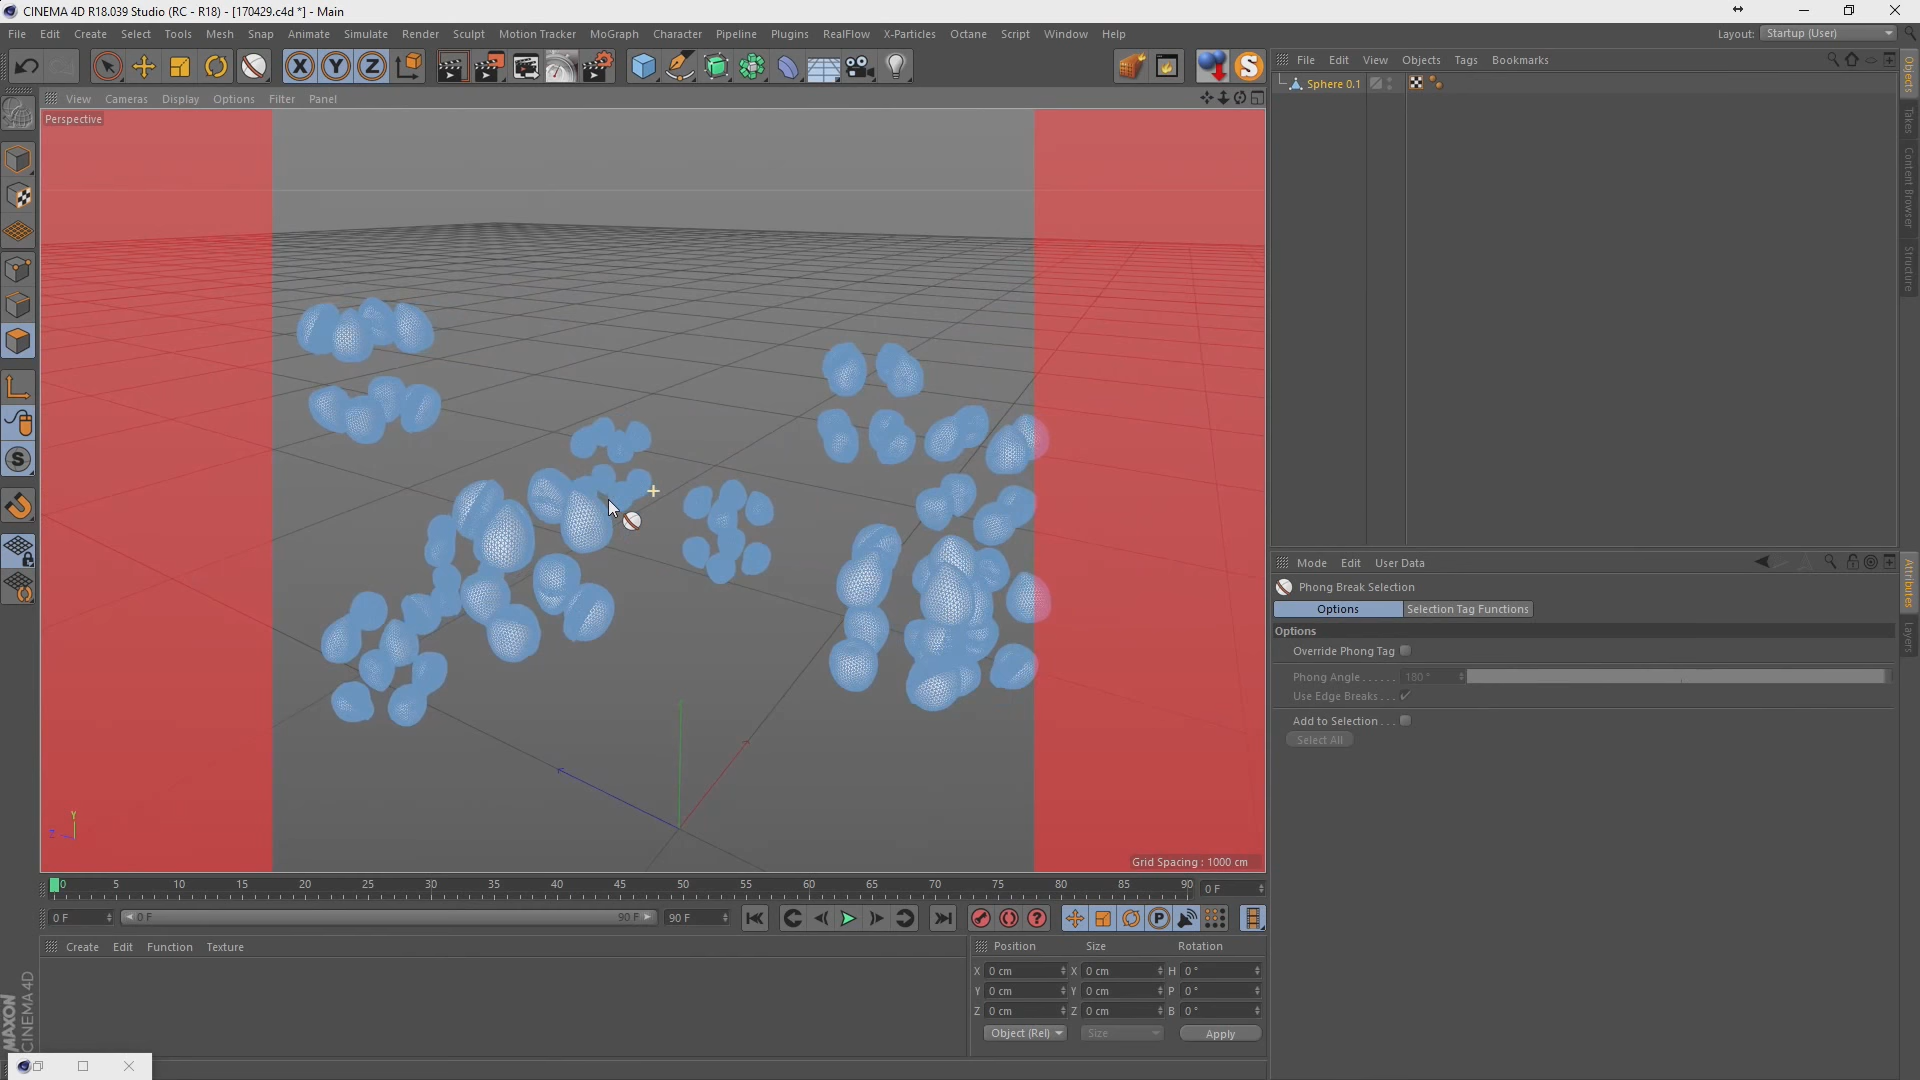 CINEMA 4D R18.039 Studio (RC - R18) - [170429.c4d *] - Main
File Edit Create Select Tools Mesh Snap Animate Simulate Render Sculpt Motion Tracker MoGraph Character Pipeline Plugins RealFlow X-Particles Octane Script Window Help
Layout: Startup (User)
X Y Z
S
View Cameras Display Options Filter Panel
Perspective
Grid Spacing : 1000 cm
Y
Z
S
0 5 10 15 20 25 30 35 40 45 50 55 60 65 70 75 80 85 90
0 F
0 F
0 F 90 F
90 F
P
Create Edit Function Texture
Position Size Rotation
X 0 cm X 0 cm H 0 °
Y 0 cm Y 0 cm P 0 °
Z 0 cm Z 0 cm B 0 °
Object (Rel) Size Apply
MAXON
CINEMA 4D
File Edit View Objects Tags Bookmarks
Sphere 0.1
Objects
Takes
Content Browser
Structure
Mode Edit User Data
Phong Break Selection
Options Selection Tag Functions
Options
Override Phong Tag
Phong Angle . . . . . . 180 °
Use Edge Breaks . . .
Add to Selection . . .
Select All
Attributes
Layers